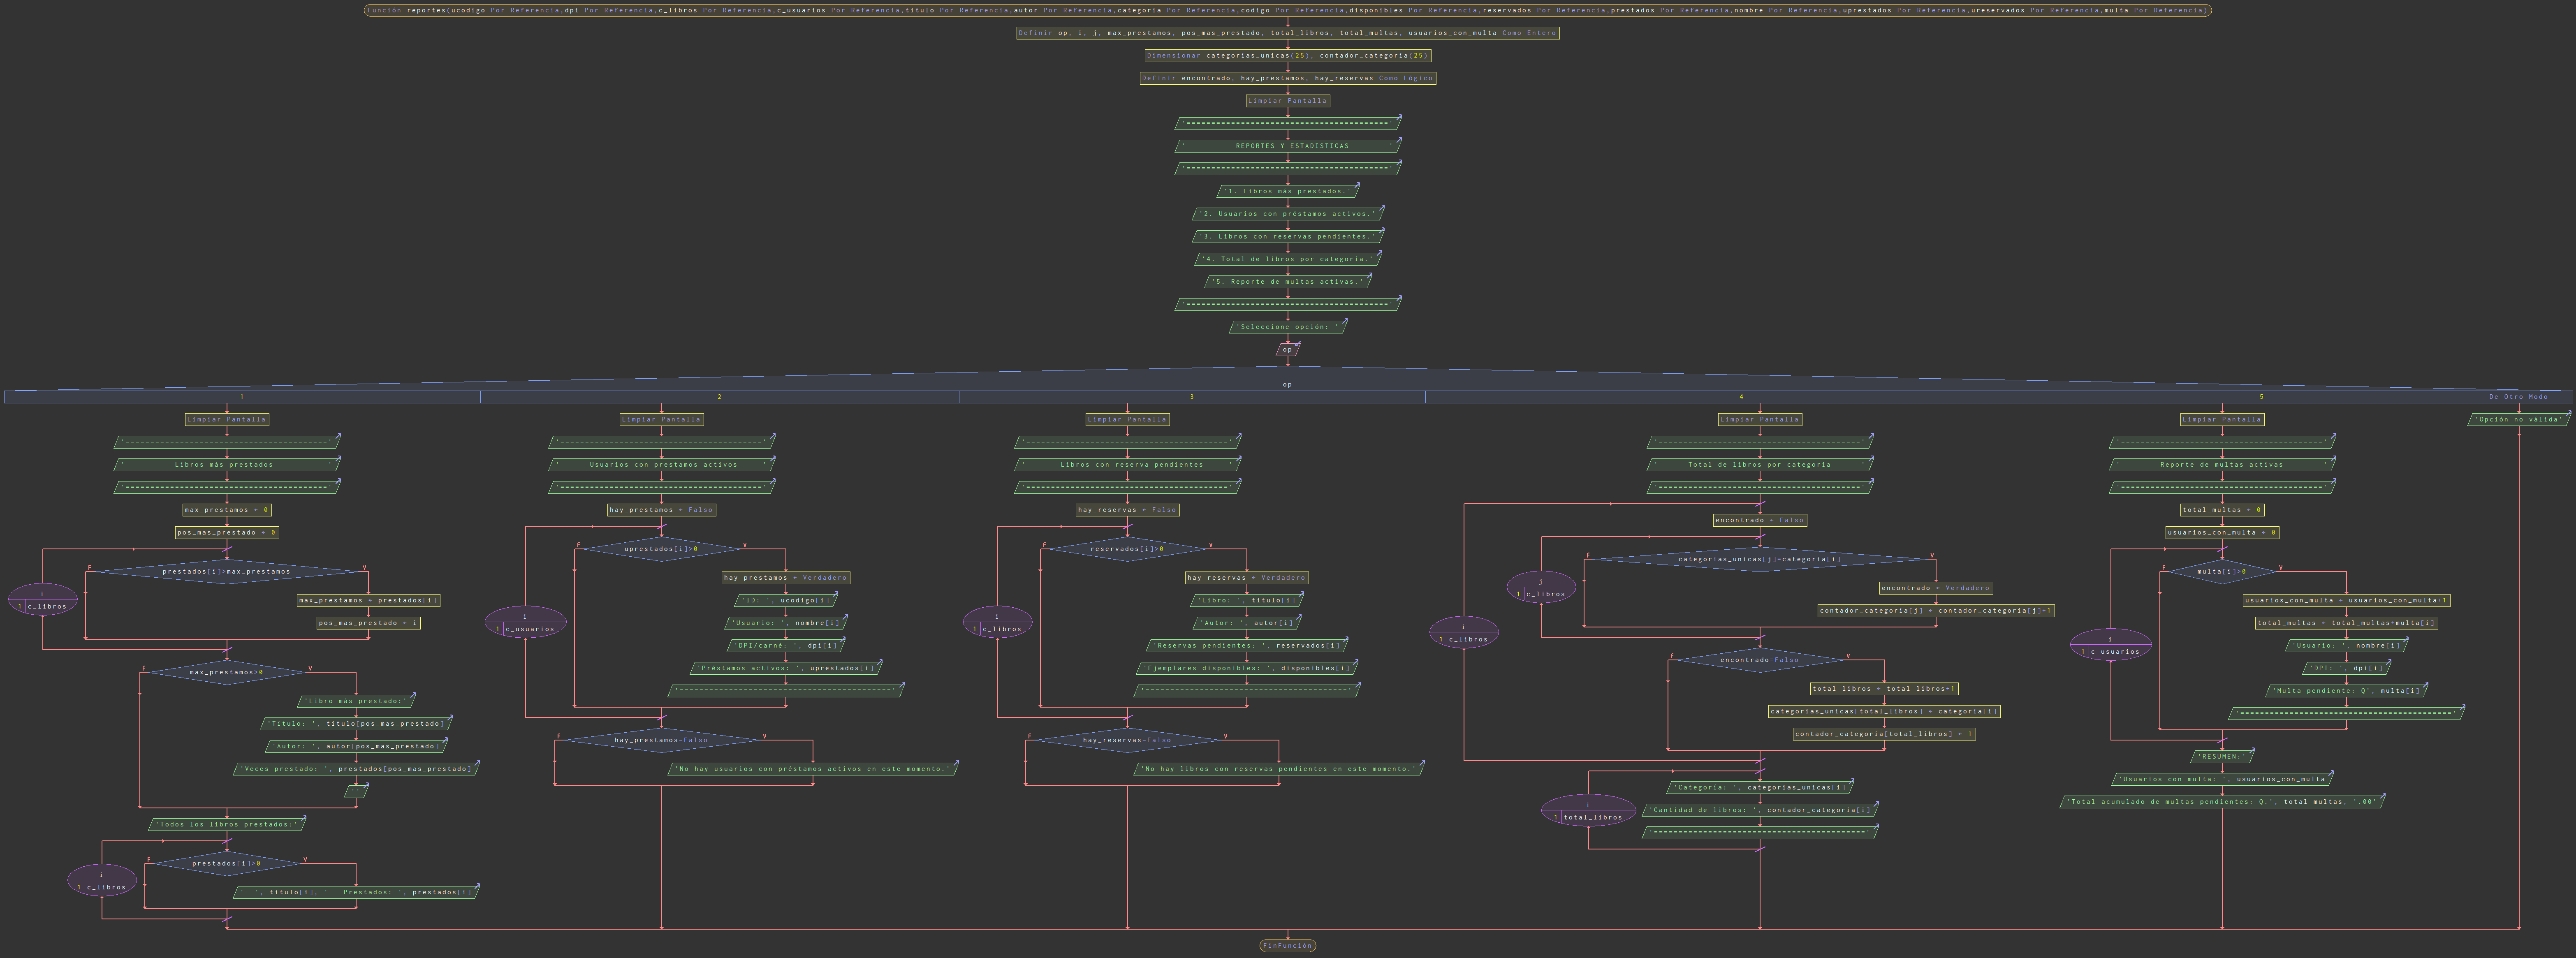 Función reportes(ucodigo Por Referencia,dpi Por Referencia,c_libros Por Referencia,c_usuarios Por Referencia,titulo Por Referencia,autor Por Referencia,categoria Por Referencia,codigo Por Referencia,disponibles Por Referencia,reservados Por Referencia,prestados Por Referencia,nombre Por Referencia,uprestados Por Referencia,ureservados Por Referencia,multa Por Referencia)
Definir op, i, j, max_prestamos, pos_mas_prestado, total_libros, total_multas, usuarios_con_multa Como Entero
Dimensionar categorias_unicas(25), contador_categoria(25)
Definir encontrado, hay_prestamos, hay_reservas Como Lógico
Limpiar Pantalla
'========================================='
' REPORTES Y ESTADISTICAS '
'========================================='
'1. Libros más prestados.'
'2. Usuarios con préstamos activos.'
'3. Libros con reservas pendientes.'
'4. Total de libros por categoría.'
'5. Reporte de multas activas.'
'========================================='
'Seleccione opción: '
op
op
1
Limpiar Pantalla
'========================================='
' Libros más prestados '
'========================================='
max_prestamos ← 0
pos_mas_prestado ← 0
i
1 c_libros
prestados[i]>max_prestamos
F
V
max_prestamos ← prestados[i]
pos_mas_prestado ← i
max_prestamos>0
F
V
'Libro más prestado:'
'Título: ', titulo[pos_mas_prestado]
'Autor: ', autor[pos_mas_prestado]
'Veces prestado: ', prestados[pos_mas_prestado]
''
'Todos los libros prestados:'
i
1 c_libros
prestados[i]>0
F
V
'- ', titulo[i], ' - Prestados: ', prestados[i]
2
Limpiar Pantalla
'========================================='
' Usuarios con prestamos activos '
'========================================='
hay_prestamos ← Falso
i
1 c_usuarios
uprestados[i]>0
F
V
hay_prestamos ← Verdadero
'ID: ', ucodigo[i]
'Usuario: ', nombre[i]
'DPI/carné: ', dpi[i]
'Préstamos activos: ', uprestados[i]
'==========================================='
hay_prestamos=Falso
F
V
'No hay usuarios con préstamos activos en este momento.'
3
Limpiar Pantalla
'========================================='
' Libros con reserva pendientes '
'========================================='
hay_reservas ← Falso
i
1 c_libros
reservados[i]>0
F
V
hay_reservas ← Verdadero
'Libro: ', titulo[i]
'Autor: ', autor[i]
'Reservas pendientes: ', reservados[i]
'Ejemplares disponibles: ', disponibles[i]
'========================================='
hay_reservas=Falso
F
V
'No hay libros con reservas pendientes en este momento.'
4
Limpiar Pantalla
'========================================='
' Total de libros por categoria '
'========================================='
i
1 c_libros
encontrado ← Falso
j
1 c_libros
categorias_unicas[j]=categoria[i]
F
V
encontrado ← Verdadero
contador_categoria[j] ← contador_categoria[j]+1
encontrado=Falso
F
V
total_libros ← total_libros+1
categorias_unicas[total_libros] ← categoria[i]
contador_categoria[total_libros] ← 1
i
1 total_libros
'Categoría: ', categorias_unicas[i]
'Cantidad de libros: ', contador_categoria[i]
'==========================================='
5
Limpiar Pantalla
'========================================='
' Reporte de multas activas '
'========================================='
total_multas ← 0
usuarios_con_multa ← 0
i
1 c_usuarios
multa[i]>0
F
V
usuarios_con_multa ← usuarios_con_multa+1
total_multas ← total_multas+multa[i]
'Usuario: ', nombre[i]
'DPI: ', dpi[i]
'Multa pendiente: Q', multa[i]
'==========================================='
'RESUMEN:'
'Usuarios con multa: ', usuarios_con_multa
'Total acumulado de multas pendientes: Q.', total_multas, '.00'
De Otro Modo
'Opción no válida'
FinFunción